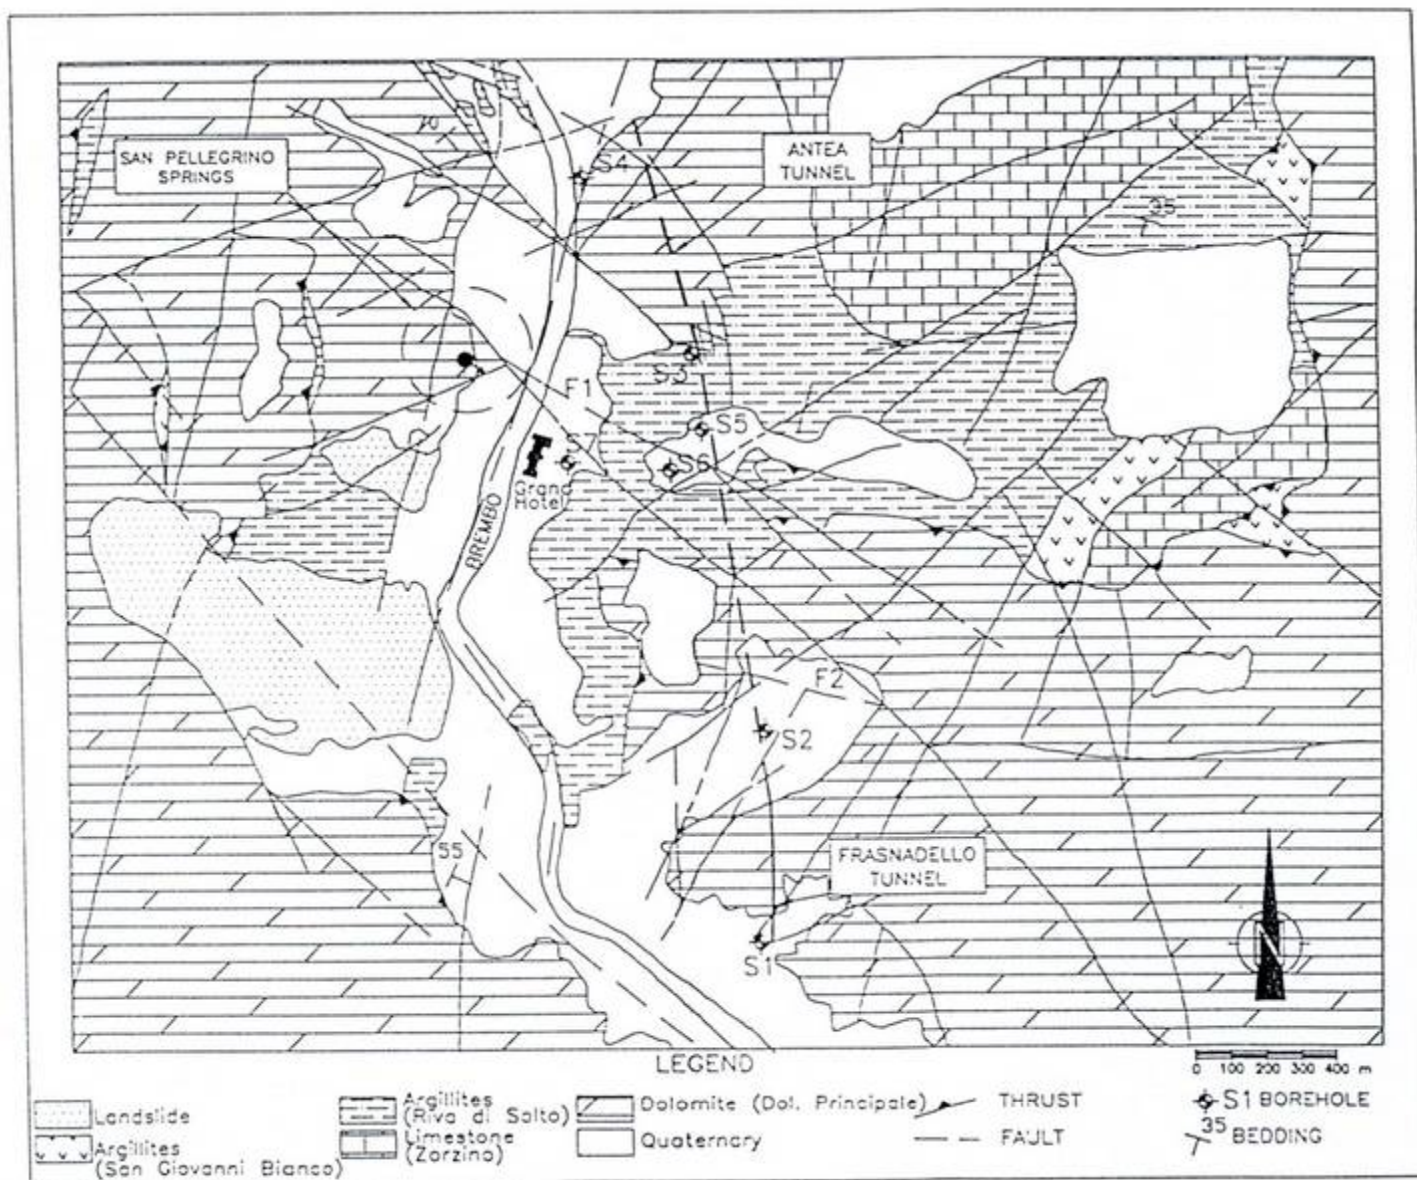 SAN PELLEGRINO
SPRINGS
ANTEA
TUNNEL
S4
35
F1
S3
S5
S6
S7
Grand
Hotel
BREMBO
F2
S2
55
FRASNADELLO
TUNNEL
S1
N
LEGEND
0 100 200 300 400 m
Landslide
Argillites
(San Giovanni Bianco)
Argillites
(Riva di Solto)
Limestone
(Zorzino)
Dolomite (Dol. Principale)
Quaternary
THRUST
FAULT
S1 BOREHOLE
35 BEDDING